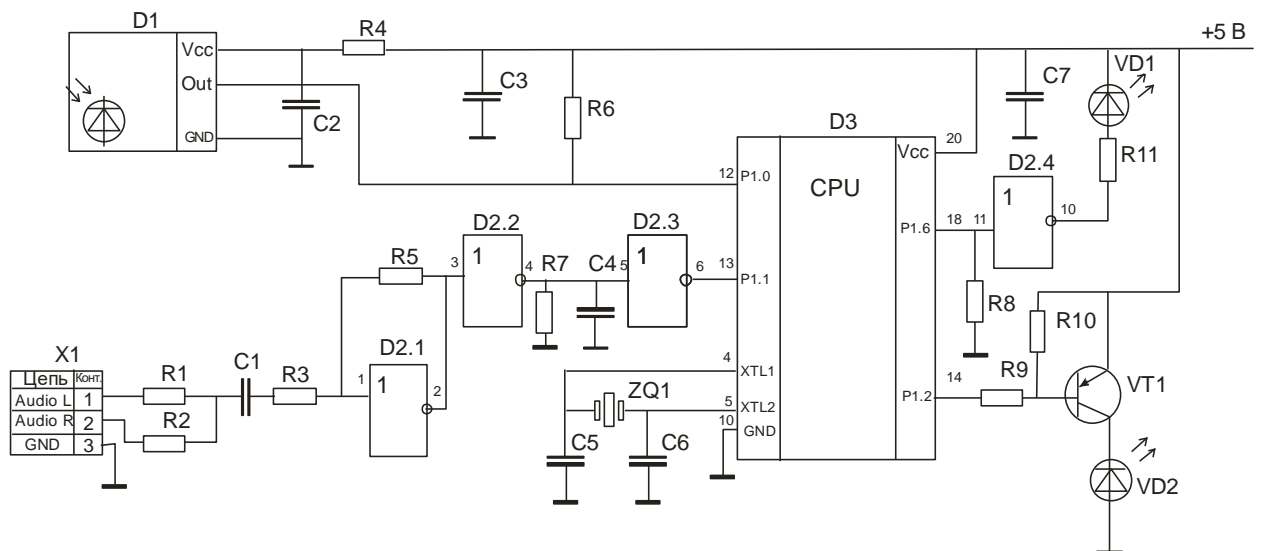 D1
Vcc
Out
GND
R4
C2
C3
R6
+5 В
C7
VD1
R11
D3
CPU
12 P1.0
13 P1.1
4 XTL1
5 XTL2
10 GND
Vcc 20
P1.6 18
P1.2 14
D2.4
11 1 10
R8
R10
R9
VT1
VD2
D2.2
3 1 4
R7
C4
D2.3
5 1 6
R5
D2.1
1 1 2
X1
Цепь Конт.
Audio L 1
Audio R 2
GND 3
R1
R2
C1
R3
ZQ1
C5
C6